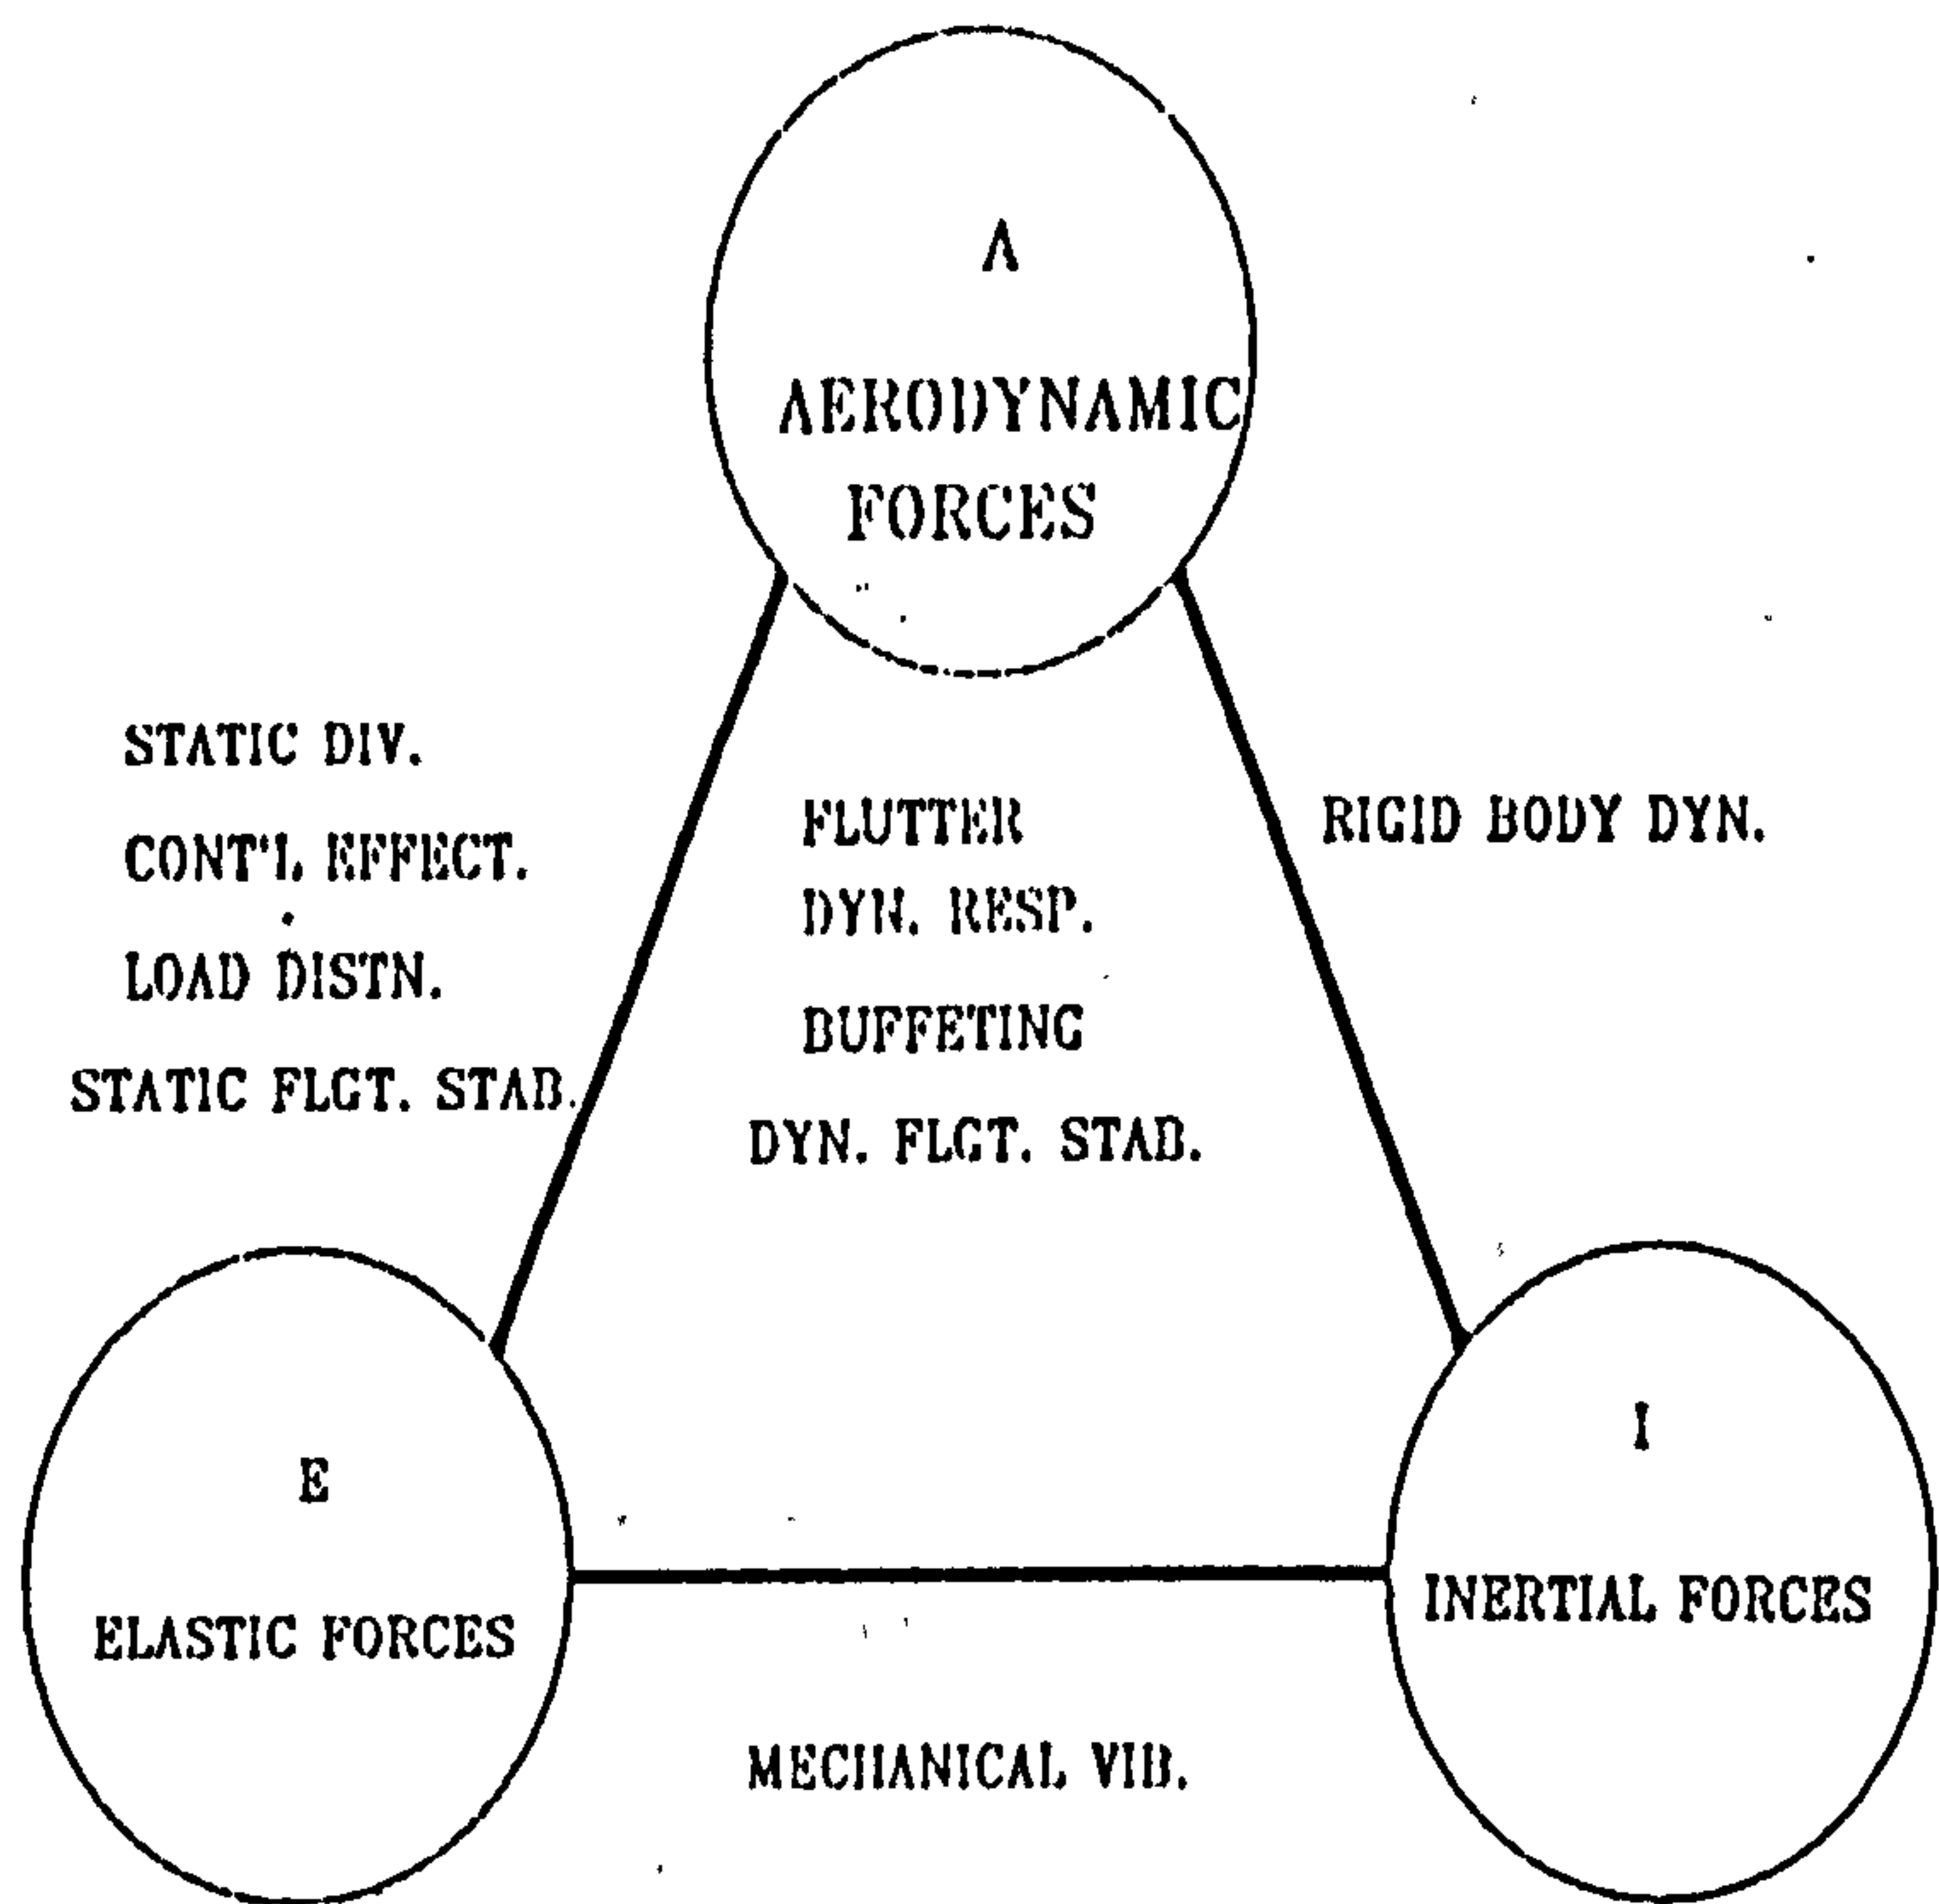 A
AERODYNAMIC
FORCES
STATIC DIV.
CONT'L EFFECT.
LOAD DISTN.
STATIC FLGT. STAB.
FLUTTER
DYN. RESP.
BUFFETING
DYN. FLGT. STAB.
RIGID BODY DYN.
E
ELASTIC FORCES
I
INERTIAL FORCES
MECHANICAL VIB.